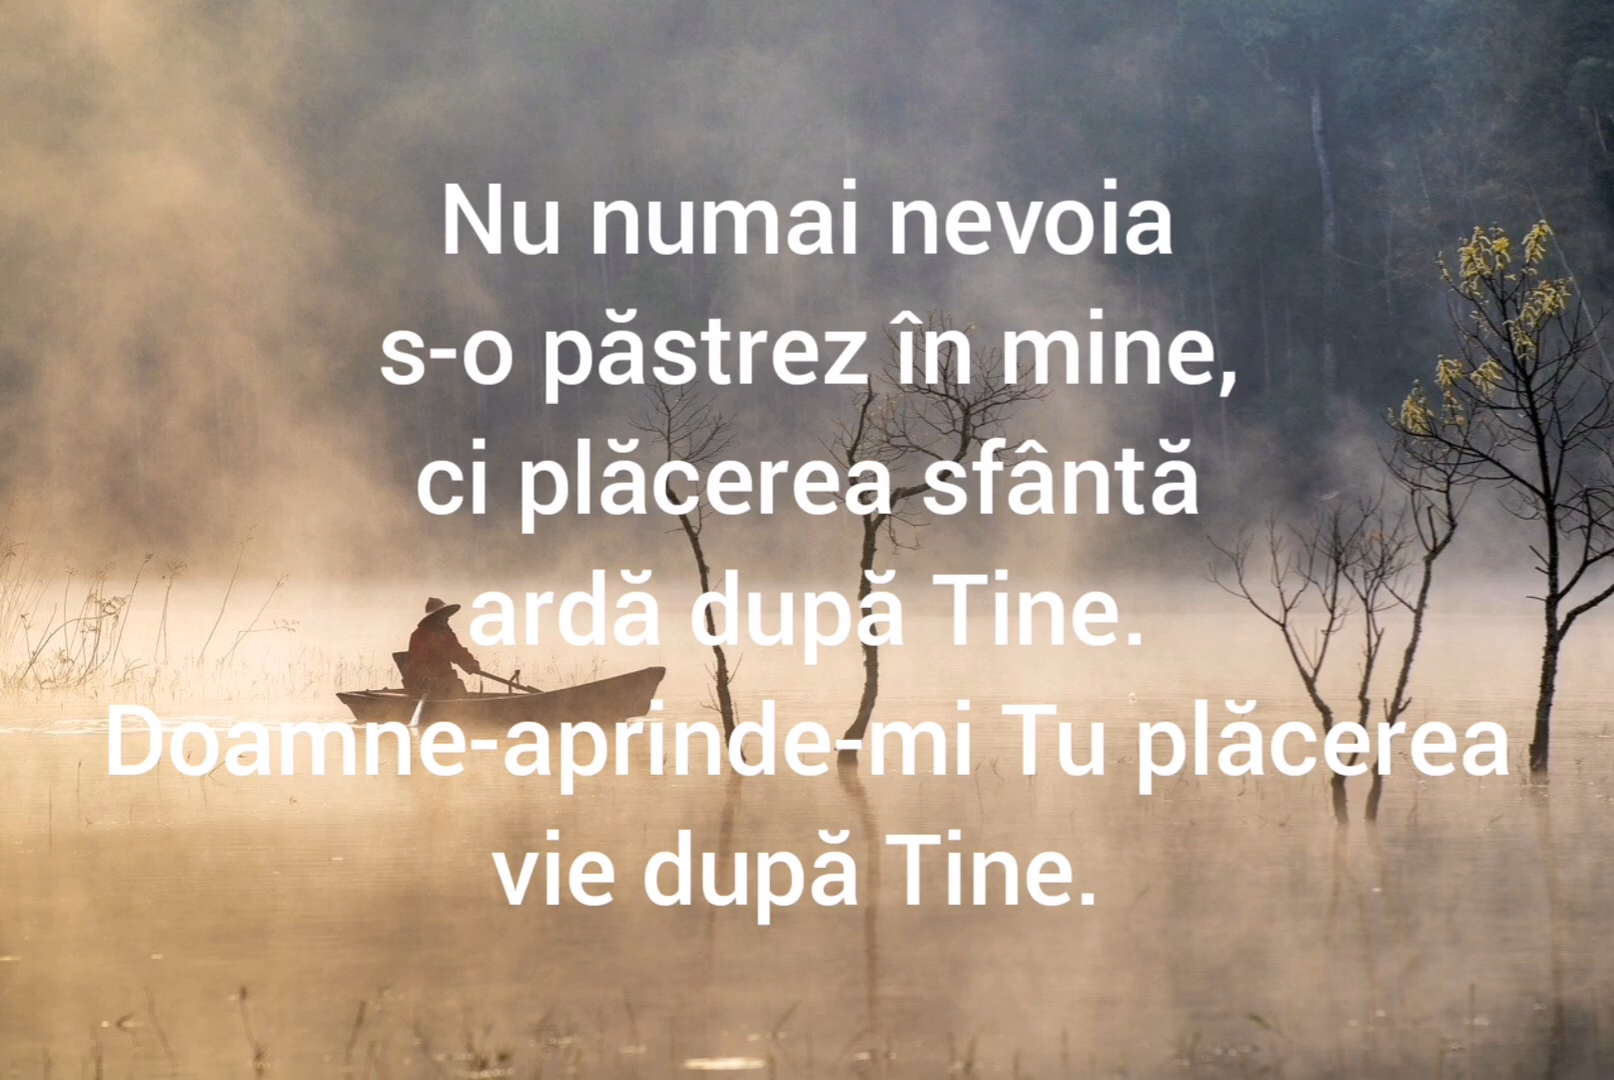 Nu numai nevoia
s-o păstrez în mine,
ci plăcerea sfântă
ardă după Tine.
Doamne-aprinde-mi Tu plăcerea
vie după Tine.